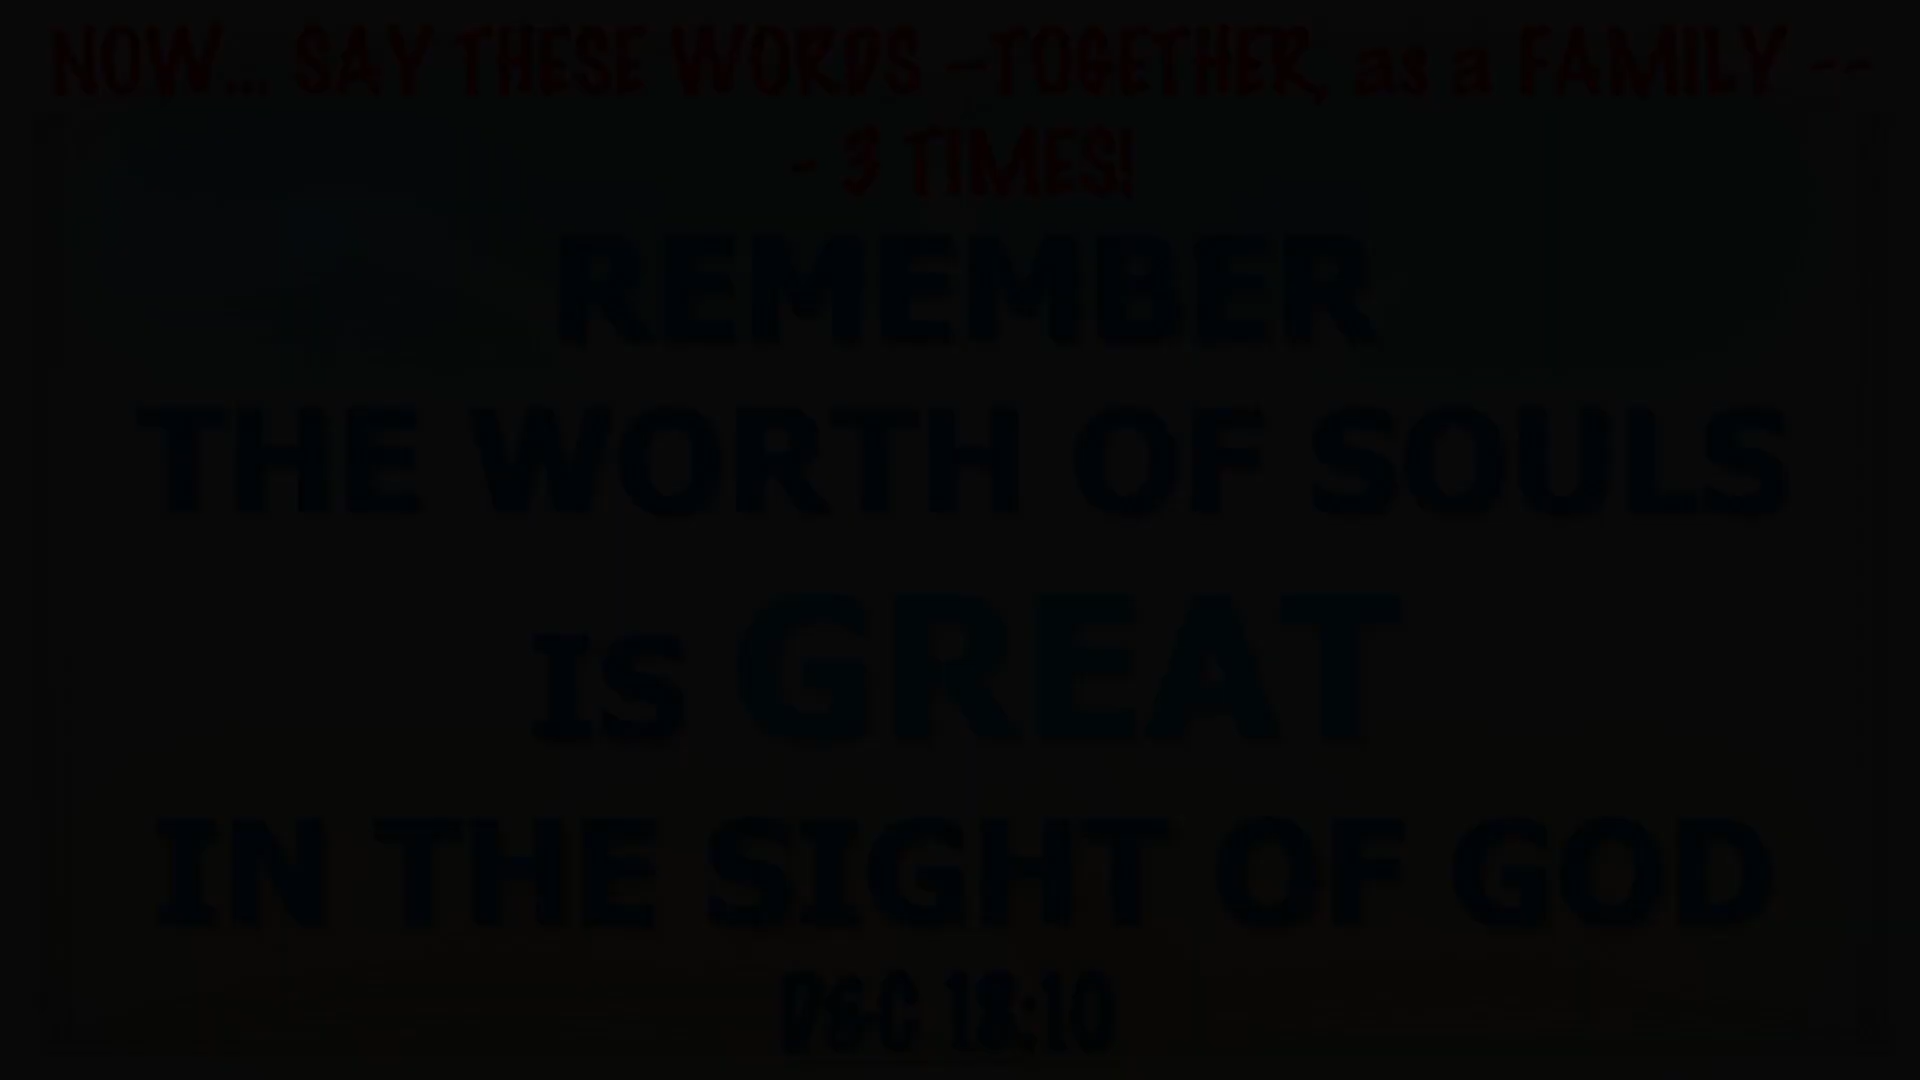 NOW... SAY THESE WORDS –TOGETHER, as a FAMILY --
- 3 TIMES!
REMEMBER
THE WORTH OF SOULS
IS GREAT
IN THE SIGHT OF GOD
D&C 18:10